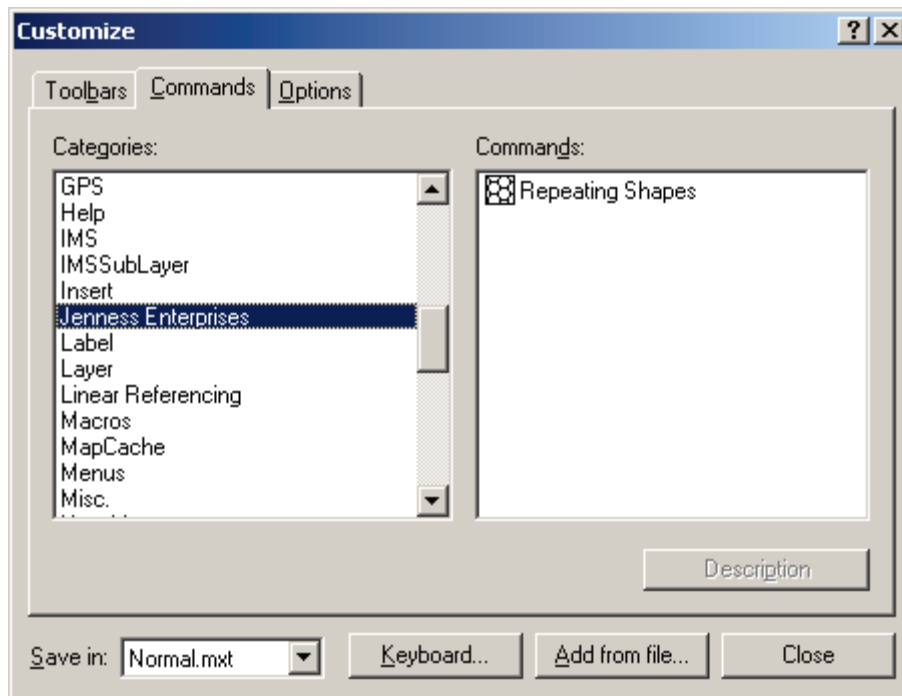 Customize
Toolbars Commands Options
Categories: Commands:
GPS
Help
IMS
IMSSubLayer
Insert
Jenness Enterprises
Label
Layer
Linear Referencing
Macros
MapCache
Menus
Misc.
Repeating Shapes
Description
Save in: Normal.mxt Keyboard... Add from file... Close